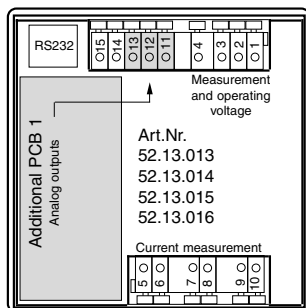 RS232
15 14 13 12 11 4 3 2 1
Measurement
and operating
voltage
Additional PCB 1
Analog outputs
Art.Nr.
52.13.013
52.13.014
52.13.015
52.13.016
Current measurement
5 6 7 8 9 10